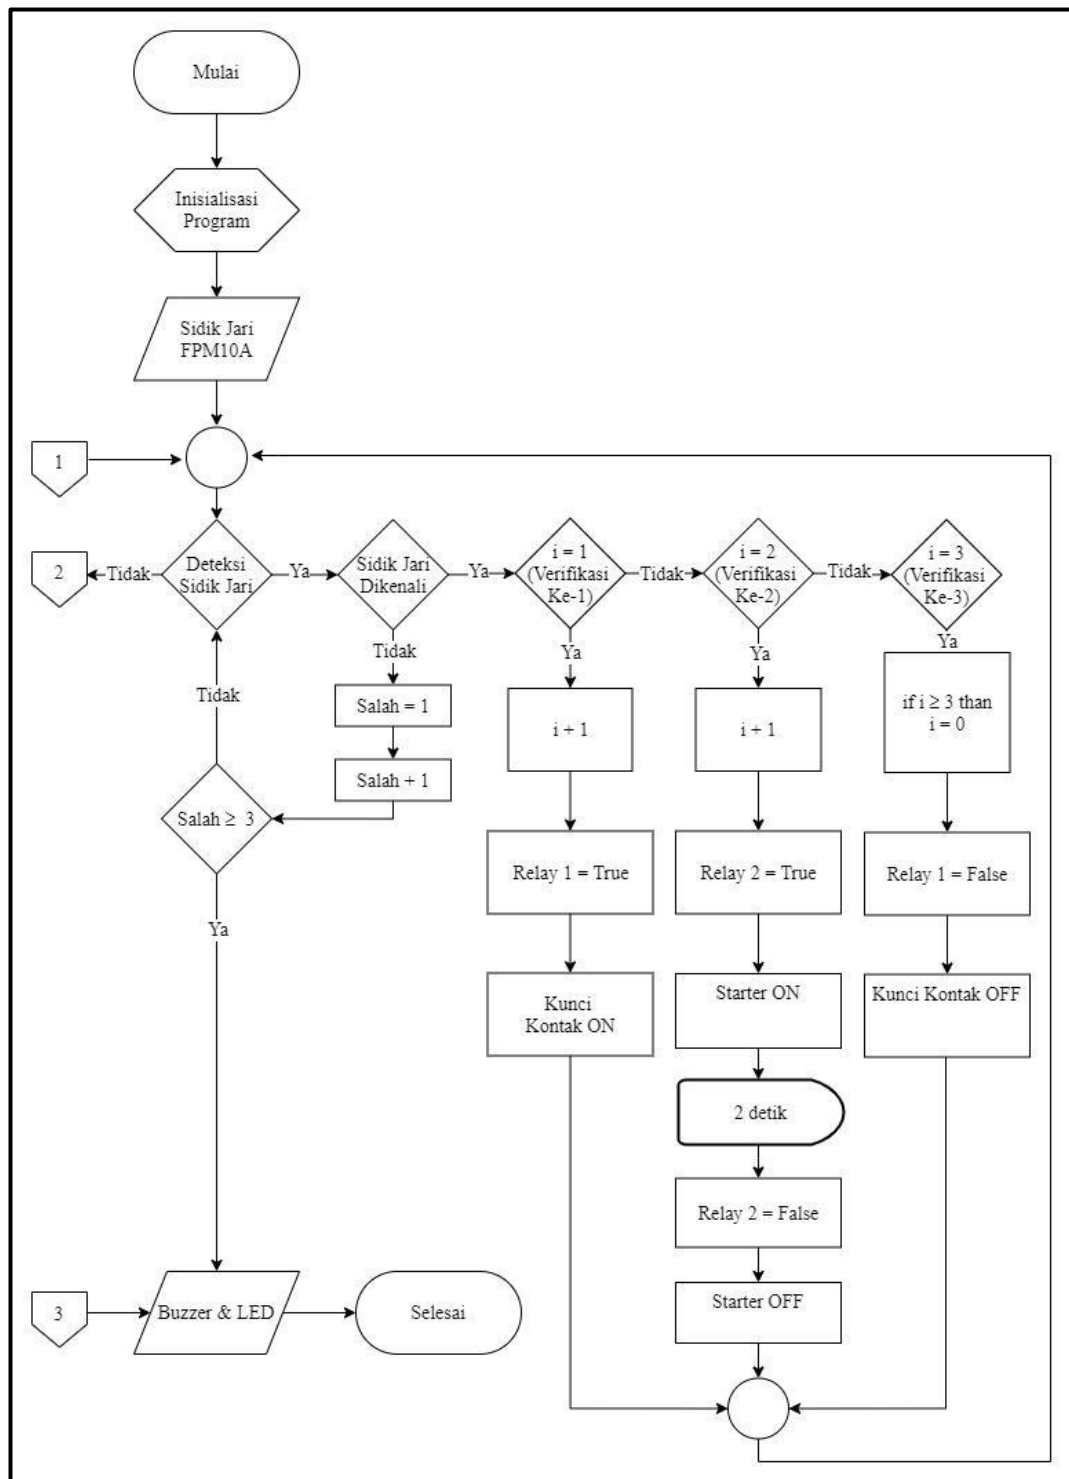 Mulai
Inisialisasi
Program
Sidik Jari
FPM10A
1
2
Tidak
Deteksi
Sidik Jari
Ya
Sidik Jari
Dikenali
Ya
i = 1
(Verifikasi
Ke-1)
Tidak
i = 2
(Verifikasi
Ke-2)
Tidak
i = 3
(Verifikasi
Ke-3)
Tidak
Tidak
Ya
Ya
Ya
Salah = 1
Salah + 1
Salah ≥ 3
i + 1
i + 1
if i ≥ 3 than
i = 0
Relay 1 = True
Relay 2 = True
Relay 1 = False
Ya
Kunci
Kontak ON
Starter ON
Kunci Kontak OFF
2 detik
Relay 2 = False
Starter OFF
3
Buzzer & LED
Selesai